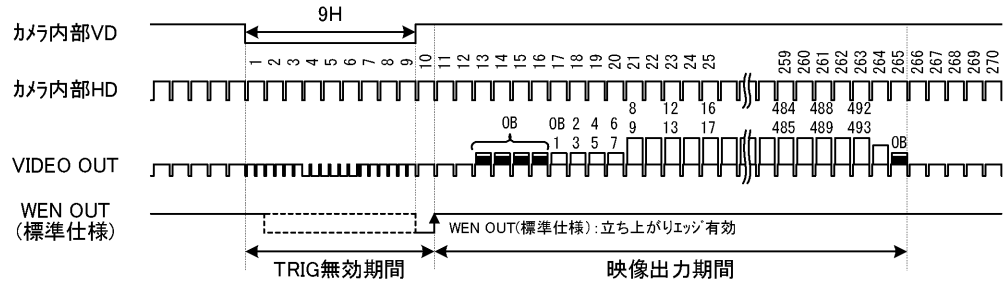 9H
ｶﾒﾗ内部VD
1 2 3 4 5 6 7 8 9 10 11 12 13 14 15 16 17 18 19 20 21 22 23 24 25 259 260 261 262 263 264 265 266 267 268 269 270
ｶﾒﾗ内部HD
8 12 16 484 488 492
OB OB 2 4 6 9 13 17 485 489 493 OB
1 3 5 7
VIDEO OUT
WEN OUT
(標準仕様)
WEN OUT(標準仕様)：立ち上がりｴｯｼﾞ有効
TRIG無効期間
映像出力期間